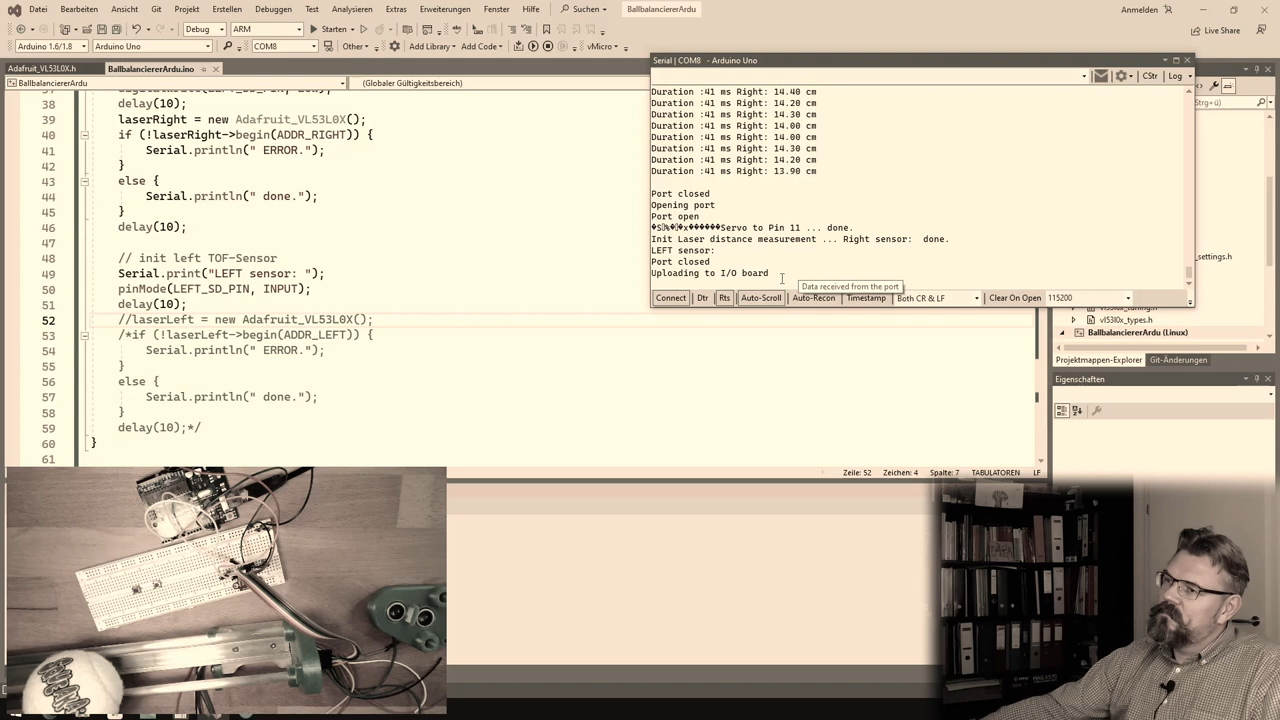 Datei Bearbeiten Ansicht Git Projekt Erstellen Debuggen Test Analysieren Extras Erweiterungen Fenster Hilfe Suchen BallbalanciererArdu Anmelden
Debug ARM Starten Live Share
Arduino 1.6/1.8 Arduino Uno COM8 Other Add Library Add Code vMicro
Adafruit_VL53L0X.h BallbalanciererArdu.ino
BallbalanciererArdu (Globaler Gültigkeitsbereich)
38 delay(10);
39 laserRight = new Adafruit_VL53L0X();
40 if (!laserRight->begin(ADDR_RIGHT)) {
41 Serial.println(" ERROR.");
42 }
43 else {
44 Serial.println(" done.");
45 }
46 delay(10);
47
48 // init left TOF-Sensor
49 Serial.print("LEFT sensor: ");
50 pinMode(LEFT_SD_PIN, INPUT);
51 delay(10);
52 //laserLeft = new Adafruit_VL53L0X();
53 /*if (!laserLeft->begin(ADDR_LEFT)) {
54 Serial.println(" ERROR.");
55 }
56 else {
57 Serial.println(" done.");
58 }
59 delay(10);*/
60 }
61
Zeile: 52 Zeichen: 4 Spalte: 7 TABULATOREN LF
Serial | COM8 - Arduino Uno
CStr Log
Duration :41 ms Right: 14.40 cm
Duration :41 ms Right: 14.20 cm
Duration :41 ms Right: 14.30 cm
Duration :41 ms Right: 14.00 cm
Duration :41 ms Right: 14.00 cm
Duration :41 ms Right: 14.30 cm
Duration :41 ms Right: 14.20 cm
Duration :41 ms Right: 13.90 cm
Port closed
Opening port
Port open
Servo to Pin 11 ... done.
Init Laser distance measurement ... Right sensor: done.
LEFT sensor:
Port closed
Uploading to I/O board
Data received from the port
Connect Dtr Rts Auto-Scroll Auto-Recon Timestamp Both CR & LF Clear On Open 115200
Strg+ü)
_settings.h
vl53l0x_types.h
BallbalanciererArdu (Linux)
Projektmappen-Explorer Git-Änderungen
Eigenschaften